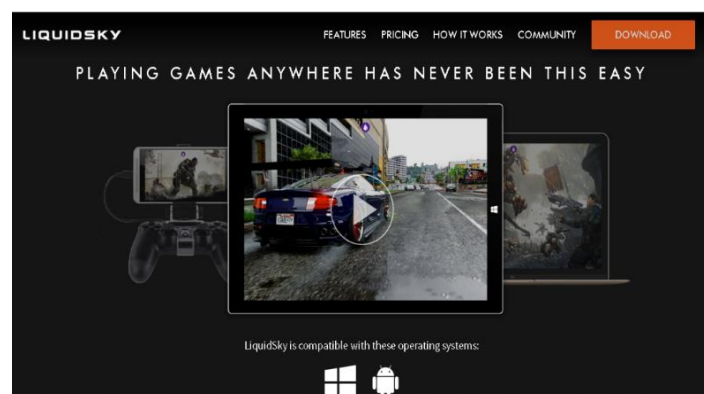 LIQUIDSKY
FEATURES PRICING HOW IT WORKS COMMUNITY DOWNLOAD
PLAYING GAMES ANYWHERE HAS NEVER BEEN THIS EASY
LiquidSky is compatible with these operating systems: